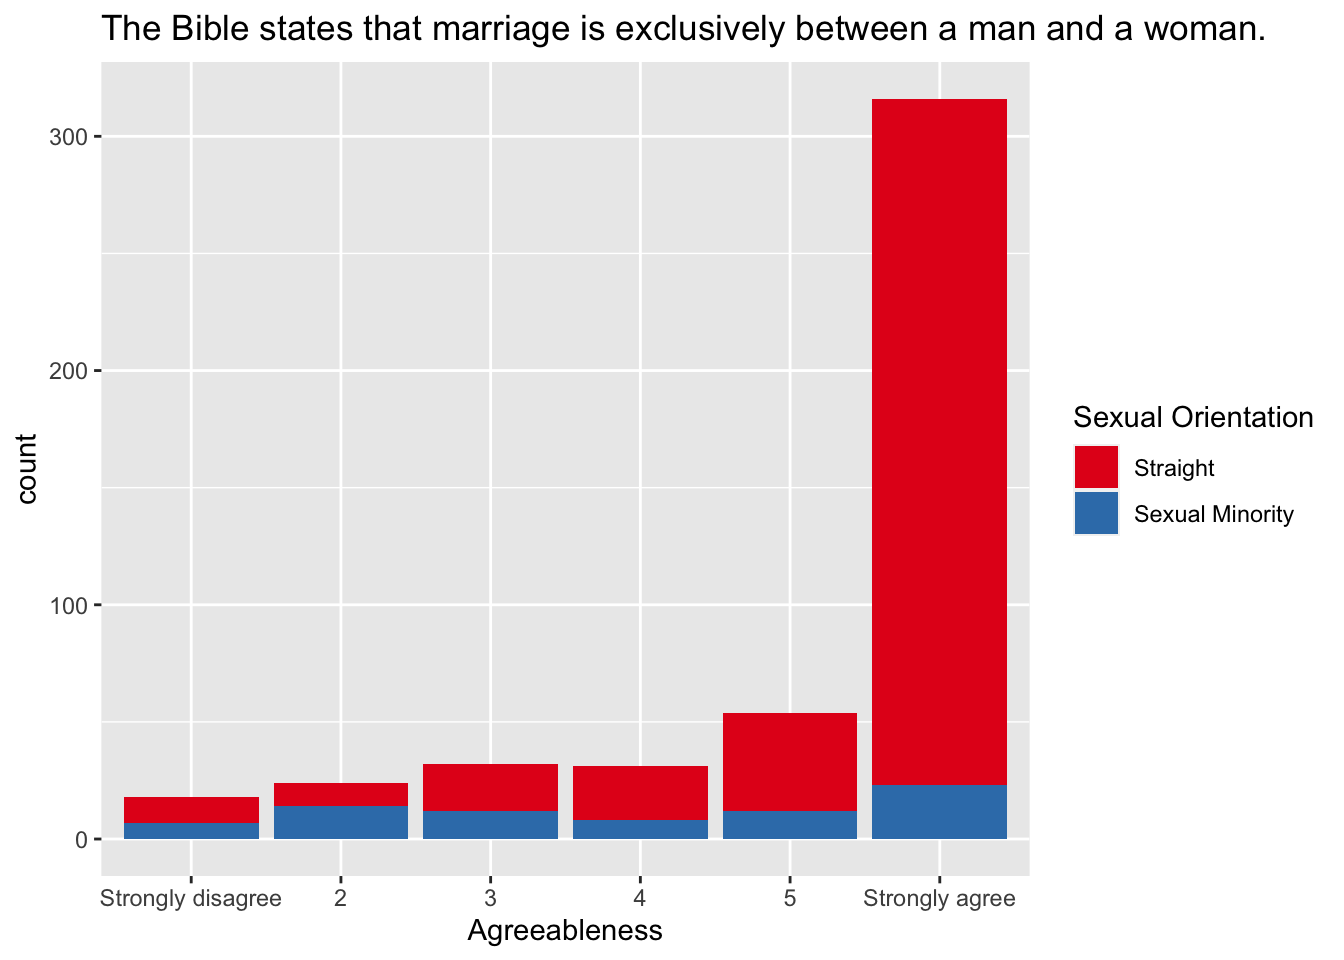 The Bible states that marriage is exclusively between a man and a woman.
300
200
100
0
count
Strongly disagree 2 3 4 5 Strongly agree
Agreeableness
Sexual Orientation
Straight
Sexual Minority